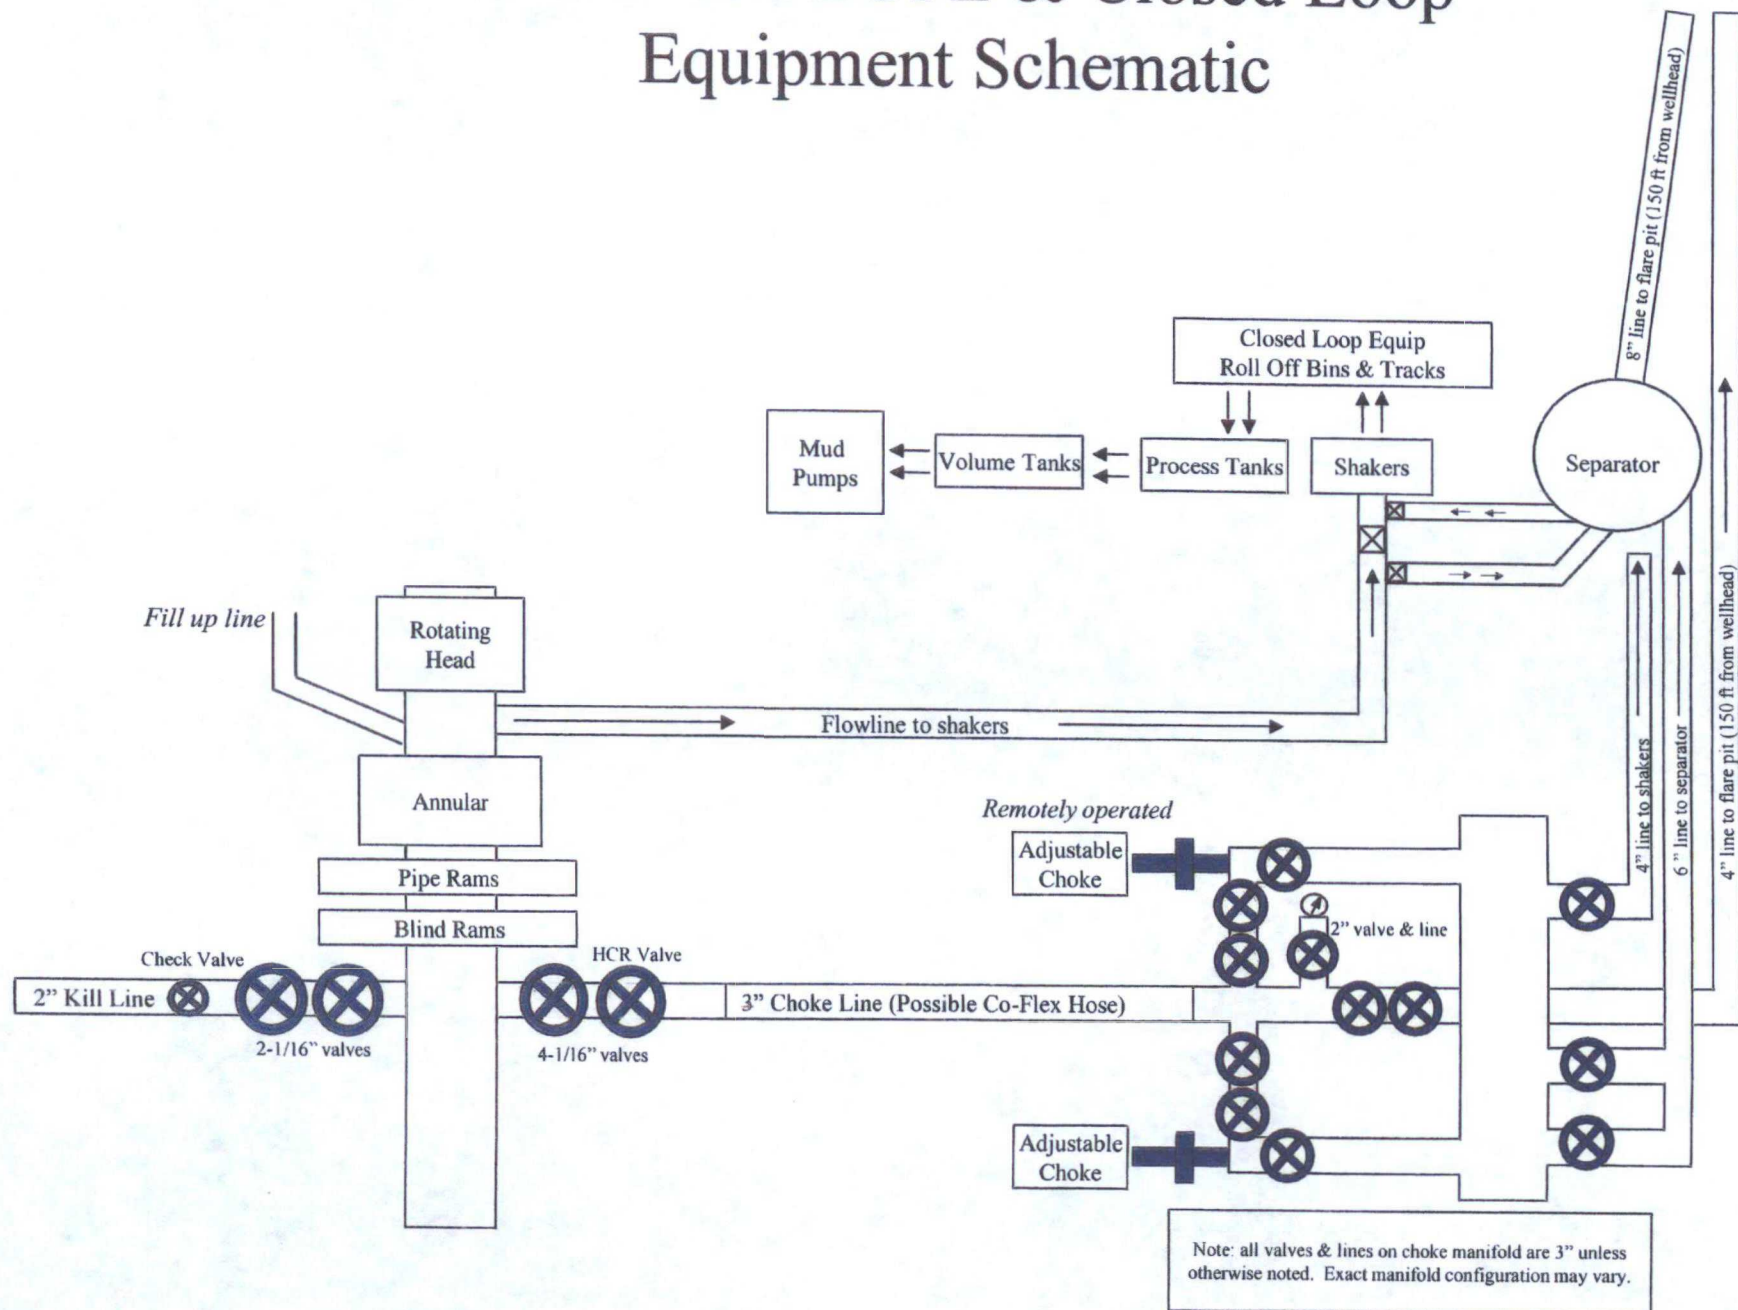 & Closed Loop
Equipment Schematic
8” line to flare pit (150 ft from wellhead)
Closed Loop Equip
Roll Off Bins & Tracks
Mud
Pumps
Volume Tanks
Process Tanks
Shakers
Separator
Fill up line
Rotating
Head
Flowline to shakers
Annular
Pipe Rams
Blind Rams
Check Valve
HCR Valve
2” Kill Line
2-1/16” valves
4-1/16” valves
3” Choke Line (Possible Co-Flex Hose)
Remotely operated
Adjustable
Choke
2” valve & line
Adjustable
Choke
4” line to shakers
6 ” line to separator
4” line to flare pit (150 ft from wellhead)
Note: all valves & lines on choke manifold are 3” unless
otherwise noted. Exact manifold configuration may vary.